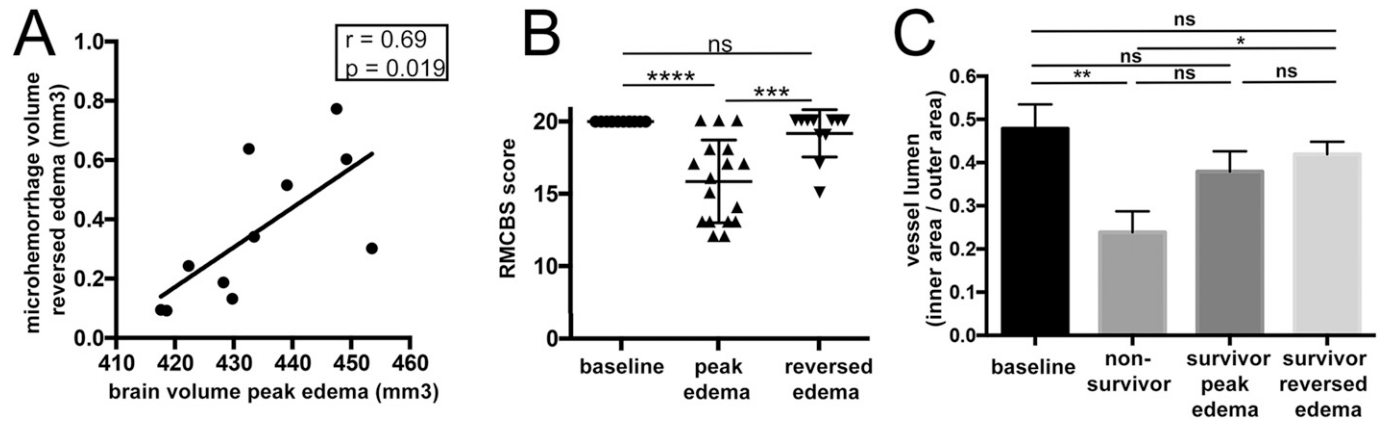 A
microhemorrhage volume
reversed edema (mm3)
1.0
0.8
0.6
0.4
0.2
0.0
410 420 430 440 450 460
brain volume peak edema (mm3)
r = 0.69
p = 0.019
B
RMCBS score
20
15
10
0
ns
****
***
baseline
peak
edema
reversed
edema
C
vessel lumen
(inner area / outer area)
0.6
0.5
0.4
0.3
0.2
0.1
0.0
ns
*
ns
**
ns
ns
baseline
non-
survivor
survivor
peak
edema
survivor
reversed
edema